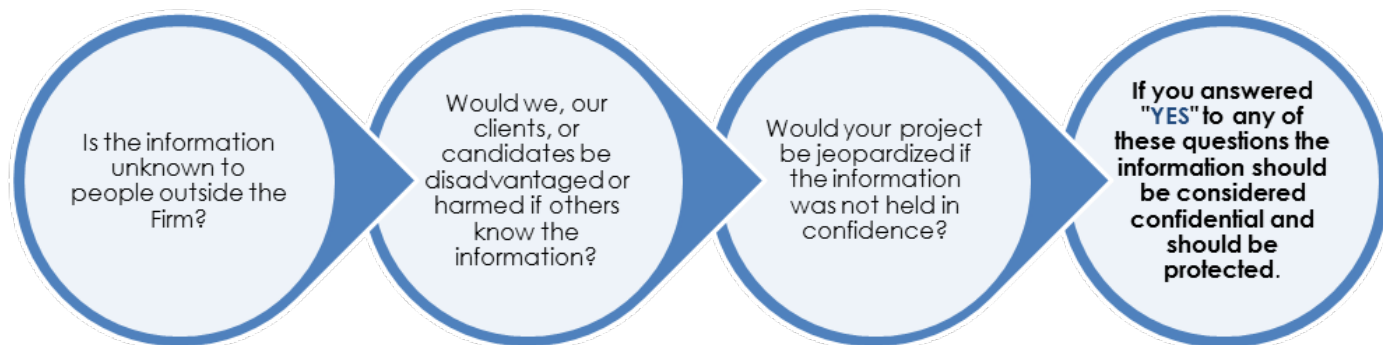 Is the information
unknown to
people outside the
Firm?
Would we, our
clients, or
candidates be
disadvantaged or
harmed if others
know the
information?
Would your project
be jeopardized if
the information
was not held in
confidence?
If you answered
"YES" to any of
these questions the
information should
be considered
confidential and
should be
protected.